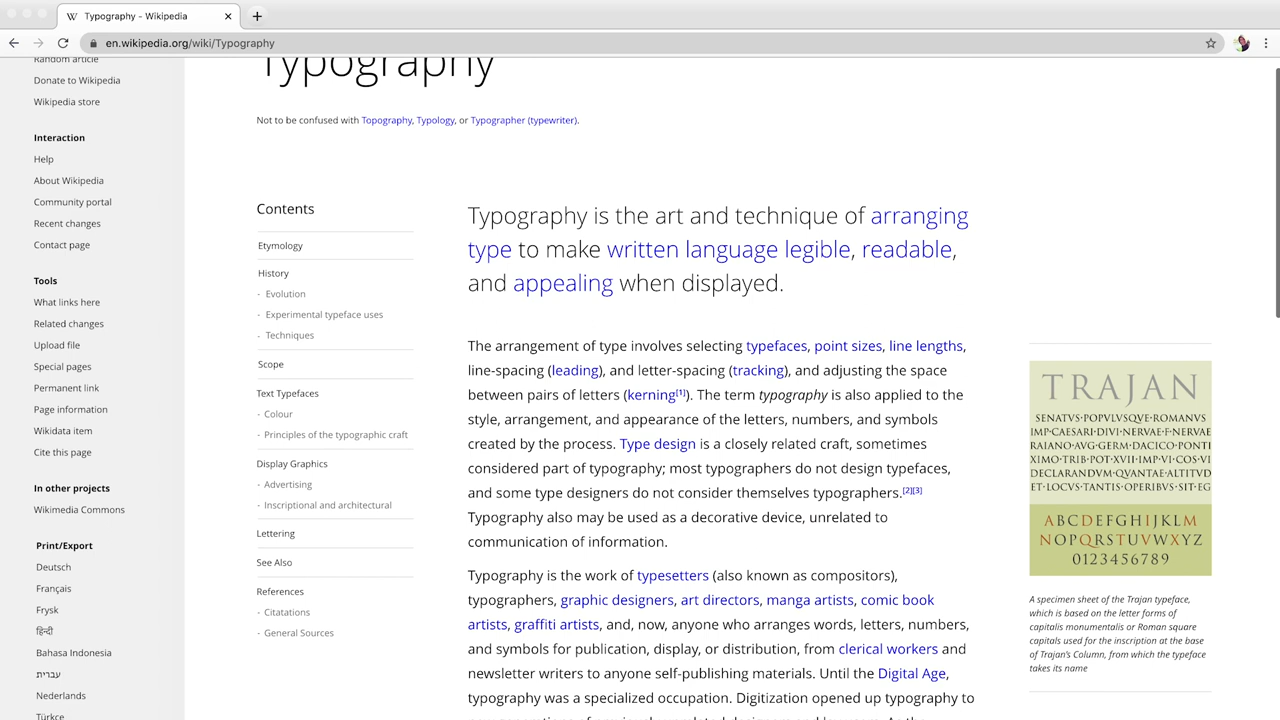 Typography - Wikipedia
en.wikipedia.org/wiki/Typography
Random article
Donate to Wikipedia
Wikipedia store
Interaction
Help
About Wikipedia
Community portal
Recent changes
Contact page
Tools
What links here
Related changes
Upload file
Special pages
Permanent link
Page information
Wikidata item
Cite this page
In other projects
Wikimedia Commons
Print/Export
Deutsch
Français
Frysk
हिन्दी
Bahasa Indonesia
עברית
Nederlands
Türkçe
Typography
Not to be confused with Topography, Typology, or Typographer (typewriter).
Contents
Etymology
History
- Evolution
- Experimental typeface uses
- Techniques
Scope
Text Typefaces
- Colour
- Principles of the typographic craft
Display Graphics
- Advertising
- Inscriptional and architectural
Lettering
See Also
References
- Citatations
- General Sources
Typography is the art and technique of arranging
type to make written language legible, readable,
and appealing when displayed.
The arrangement of type involves selecting typefaces, point sizes, line lengths,
line-spacing (leading), and letter-spacing (tracking), and adjusting the space
between pairs of letters (kerning[1]). The term typography is also applied to the
style, arrangement, and appearance of the letters, numbers, and symbols
created by the process. Type design is a closely related craft, sometimes
considered part of typography; most typographers do not design typefaces,
and some type designers do not consider themselves typographers.[2][3]
Typography also may be used as a decorative device, unrelated to
communication of information.
Typography is the work of typesetters (also known as compositors),
typographers, graphic designers, art directors, manga artists, comic book
artists, graffiti artists, and, now, anyone who arranges words, letters, numbers,
and symbols for publication, display, or distribution, from clerical workers and
newsletter writers to anyone self-publishing materials. Until the Digital Age,
typography was a specialized occupation. Digitization opened up typography to
TRAJAN
SENATVS·POPVLVSQVE·ROMANVS
IMP·CAESARI·DIVI·NERVAE·F·NERVAE
RAIANO·AVG·GERM·DACICO·PONTI
XIMO·TRIB·POT·XVII·IMP·VI·COS·VI
DECLARANDVM·QVANTAE·ALTITVD
ET·LOCVS·TANTIS·OPERIBVS·SIT·EG
ABCDEFGHIJKLM
NOPQRSTUVWXYZ
0123456789
A specimen sheet of the Trajan typeface,
which is based on the letter forms of
capitalis monumentalis or Roman square
capitals used for the inscription at the base
of Trajan's Column, from which the typeface
takes its name